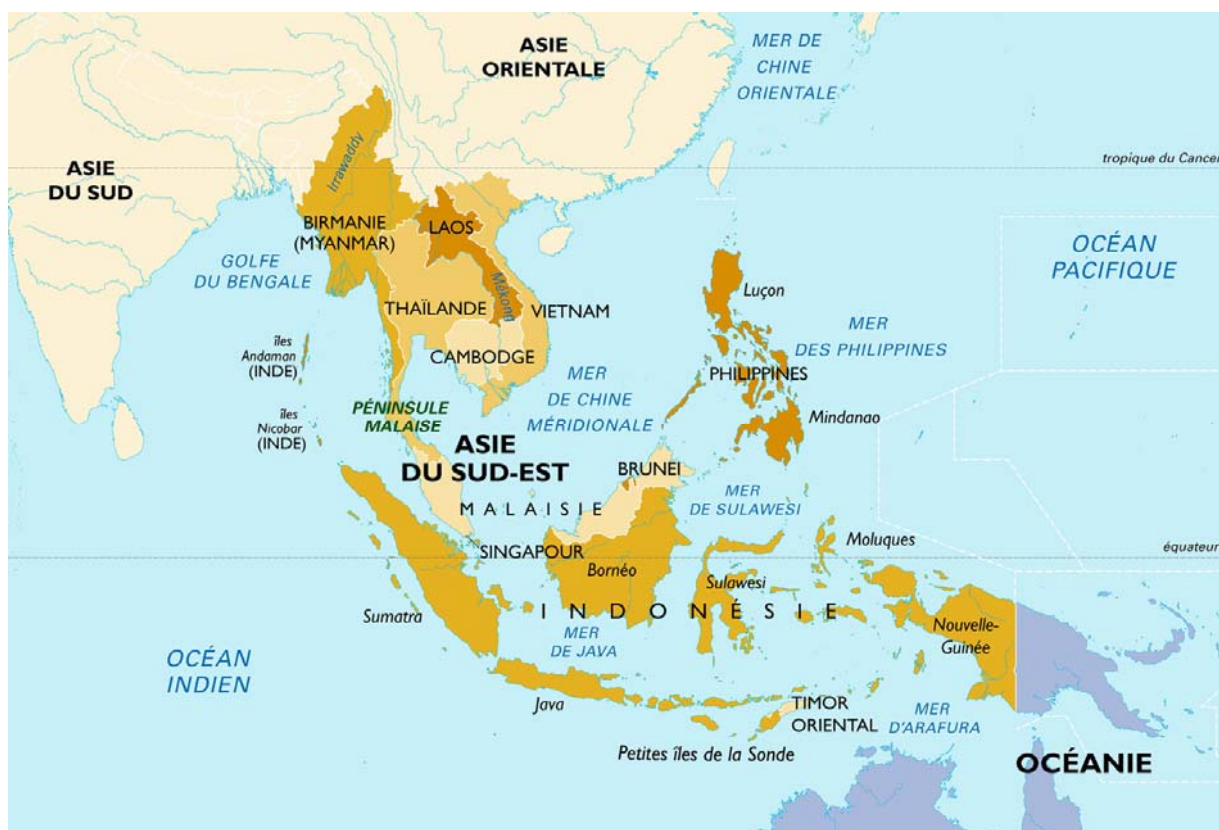 MER DE
CHINE
ORIENTALE
ASIE
ORIENTALE
ASIE
DU SUD
tropique du Cancer
Irrawaddy
BIRMANIE
(MYANMAR)
LAOS
GOLFE
DU BENGALE
OCÉAN
PACIFIQUE
THAÏLANDE
Mékong
VIETNAM
Luçon
MER
DES PHILIPPINES
îles
Andaman
(INDE)
CAMBODGE
MER
DE CHINE
MÉRIDIONALE
PHILIPPINES
PÉNINSULE
MALAISE
îles
Nicobar
(INDE)
Mindanao
ASIE
DU SUD-EST
BRUNEI
MALAISIE
MER
DE SULAWESI
SINGAPOUR
Moluques
équateur
Bornéo
Sulawesi
Sumatra
INDONÉSIE
Nouvelle-
Guinée
MER
DE JAVA
OCÉAN
INDIEN
Java
TIMOR
ORIENTAL
MER
D'ARAFURA
Petites îles de la Sonde
OCÉANIE